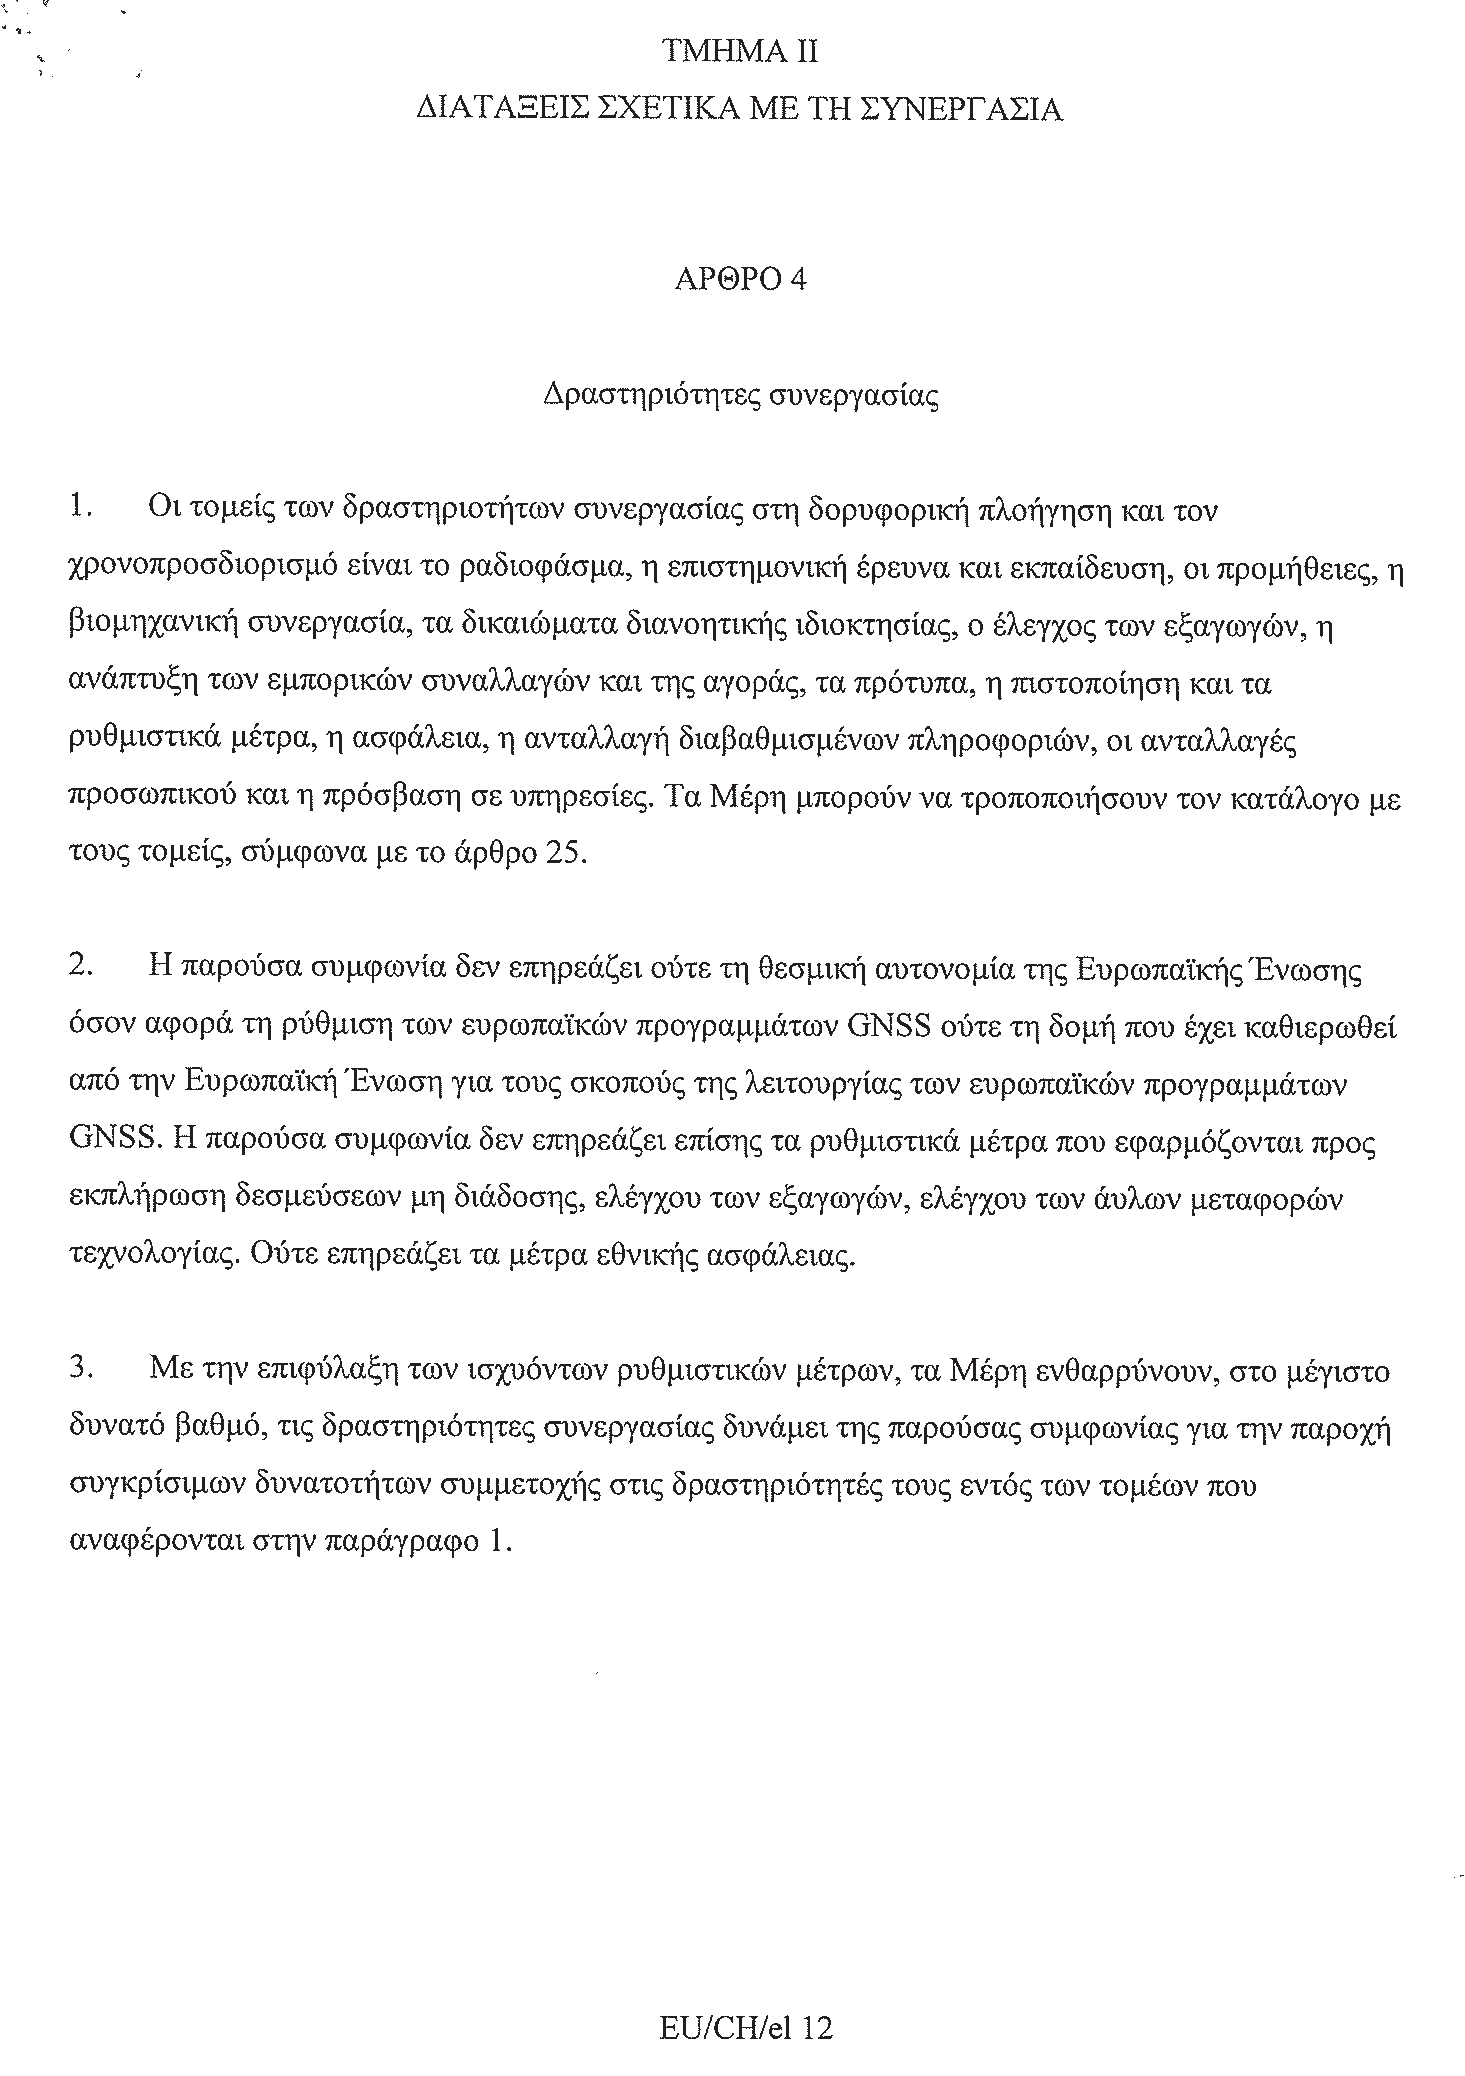 ΤΜΗΜΑ II
ΔΙΑΤΑΞΕΙΣ ΣΧΕΤΙΚΑ ΜΕ ΤΗ ΣΥΝΕΡΓΑΣΙΑ
ΑΡΘΡΟ 4
Δραστηριότητες συνεργασίας
1. Οι τομείς των δραστηριοτήτων συνεργασίας στη δορυφορική πλοήγηση και τον
χρονοπροσδιορισμό είναι το ραδιοφάσμα, η επιστημονική έρευνα και εκπαίδευση, οι προμήθειες, η
βιομηχανική συνεργασία, τα δικαιώματα διανοητικής ιδιοκτησίας, ο έλεγχος των εξαγωγών, η
ανάπτυξη των εμπορικών συναλλαγών και της αγοράς, τα πρότυπα, η πιστοποίηση και τα
ρυθμιστικά μέτρα, η ασφάλεια, η ανταλλαγή διαβαθμισμένων πληροφοριών, οι ανταλλαγές
προσωπικού και η πρόσβαση σε υπηρεσίες. Τα Μέρη μπορούν να τροποποιήσουν τον κατάλογο με
τους τομείς, σύμφωνα με το άρθρο 25.
2. Η παρούσα συμφωνία δεν επηρεάζει ούτε τη θεσμική αυτονομία της Ευρωπαϊκής Ένωσης
όσον αφορά τη ρύθμιση των ευρωπαϊκών προγραμμάτων GNSS ούτε τη δομή που έχει καθιερωθεί
από την Ευρωπαϊκή Ένωση για τους σκοπούς της λειτουργίας των ευρωπαϊκών προγραμμάτων
GNSS. Η παρούσα συμφωνία δεν επηρεάζει επίσης τα ρυθμιστικά μέτρα που εφαρμόζονται προς
εκπλήρωση δεσμεύσεων μη διάδοσης, ελέγχου των εξαγωγών, ελέγχου των άυλων μεταφορών
τεχνολογίας. Ούτε επηρεάζει τα μέτρα εθνικής ασφάλειας.
3. Με την επιφύλαξη των ισχυόντων ρυθμιστικών μέτρων, τα Μέρη ενθαρρύνουν, στο μέγιστο
δυνατό βαθμό, τις δραστηριότητες συνεργασίας δυνάμει της παρούσας συμφωνίας για την παροχή
συγκρίσιμων δυνατοτήτων συμμετοχής στις δραστηριότητές τους εντός των τομέων που
αναφέρονται στην παράγραφο 1.
EU/CH/el 12